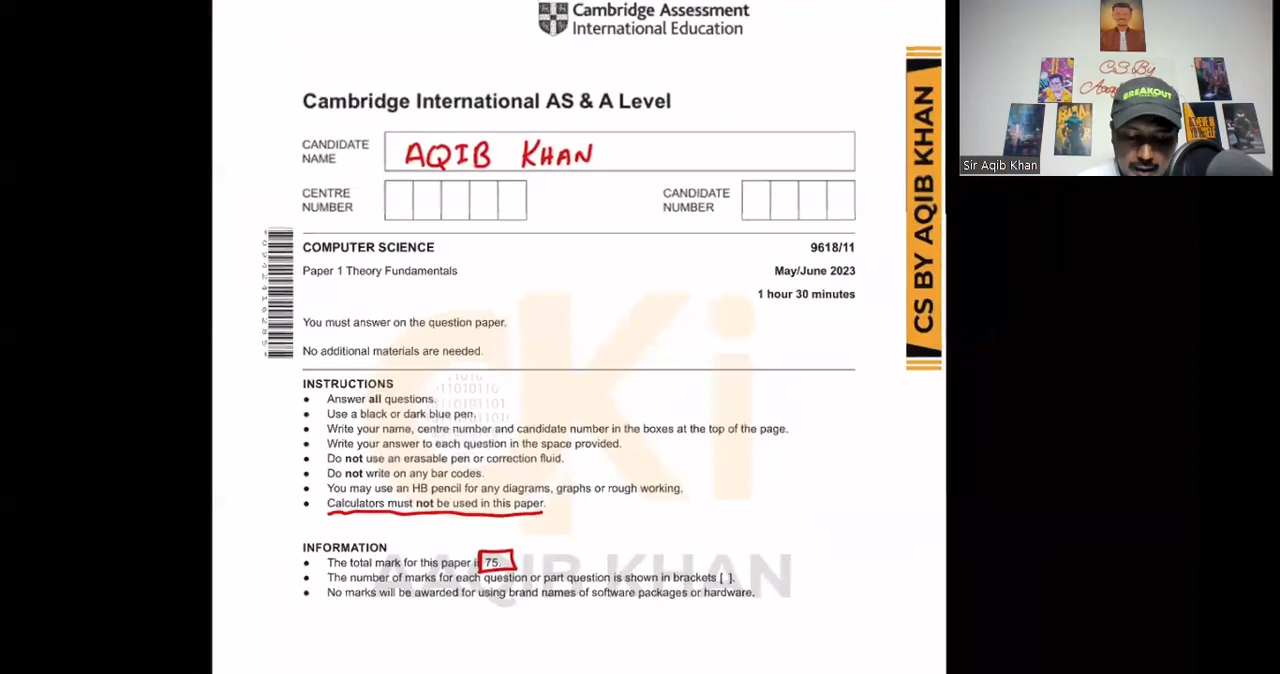 Cambridge Assessment
International Education
Cambridge International AS & A Level
CANDIDATE
NAME
AQIB KHAN
CENTRE
NUMBER
CANDIDATE
NUMBER
COMPUTER SCIENCE
9618/11
Paper 1 Theory Fundamentals
May/June 2023
1 hour 30 minutes
You must answer on the question paper.
No additional materials are needed.
INSTRUCTIONS
• Answer all questions.
• Use a black or dark blue pen.
• Write your name, centre number and candidate number in the boxes at the top of the page.
• Write your answer to each question in the space provided.
• Do not use an erasable pen or correction fluid.
• Do not write on any bar codes.
• You may use an HB pencil for any diagrams, graphs or rough working.
• Calculators must not be used in this paper.
INFORMATION
• The total mark for this paper is 75.
• The number of marks for each question or part question is shown in brackets [ ].
• No marks will be awarded for using brand names of software packages or hardware.
AAQIB KHAN
CS BY AQIB KHAN
CS By
BREAKOUT
Sir Aqib Khan